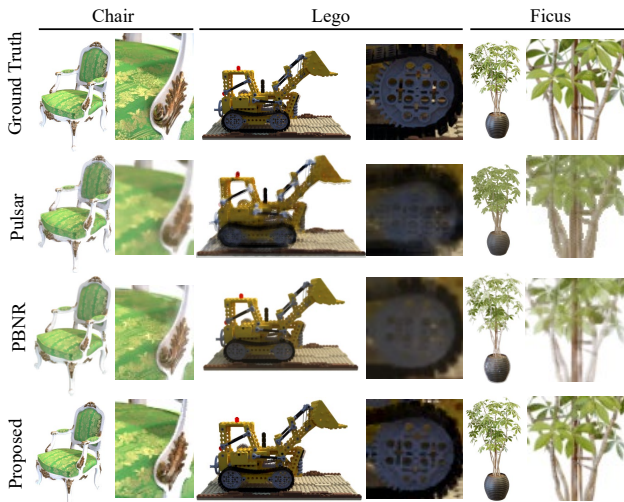 Chair Lego Ficus
Ground Truth
Pulsar
PBNR
Proposed